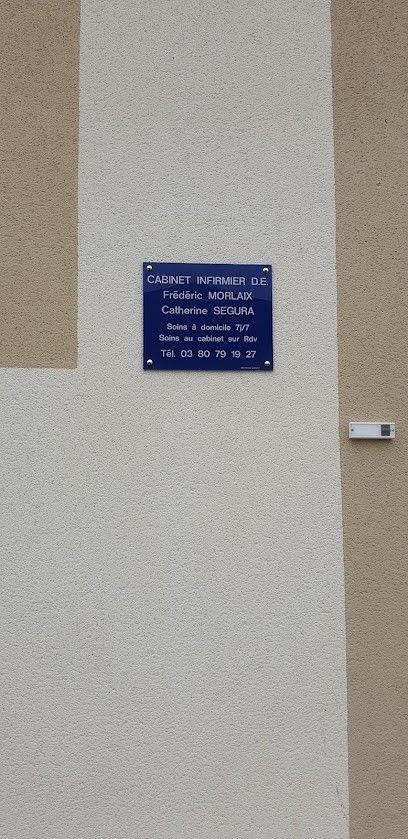 CABINET INFIRMIER D.E.
Frédéric MORLAIX
Catherine SEGURA
Soins à domicile 7j/7
Soins au cabinet sur Rdv
Tél. 03 80 79 19 27